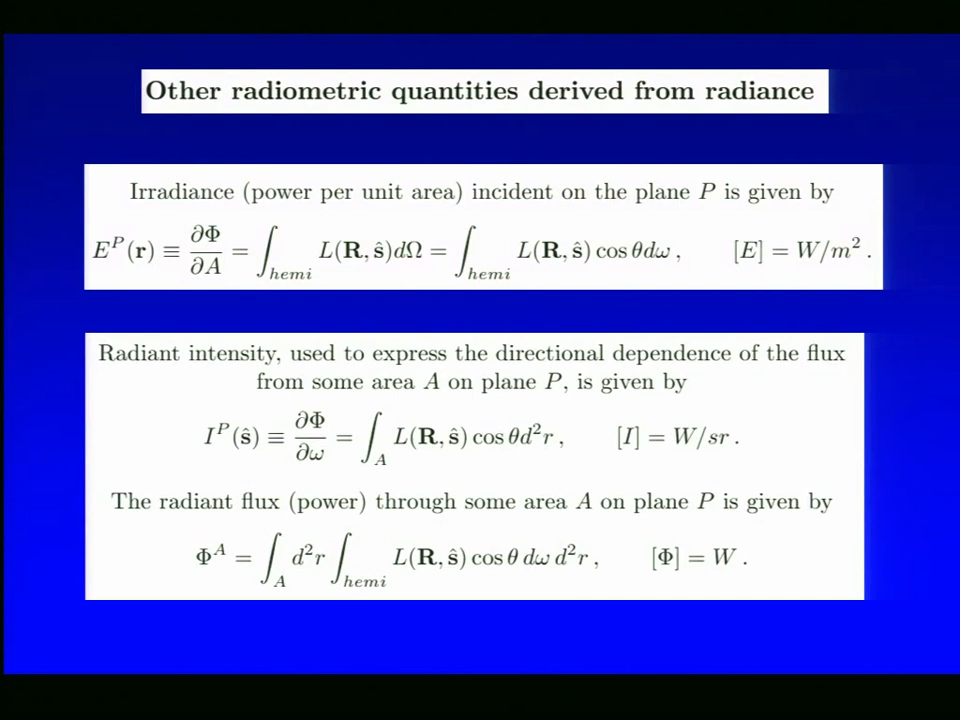 Other radiometric quantities derived from radiance
Irradiance (power per unit area) incident on the plane P is given by
E^P(r) ≡ ∂Φ/∂A = ∫_hemi L(R, ŝ)dΩ = ∫_hemi L(R, ŝ) cos θdω , [E] = W/m² .
Radiant intensity, used to express the directional dependence of the flux
from some area A on plane P, is given by
I^P(ŝ) ≡ ∂Φ/∂ω = ∫_A L(R, ŝ) cos θd²r , [I] = W/sr .
The radiant flux (power) through some area A on plane P is given by
Φ^A = ∫_A d²r ∫_hemi L(R, ŝ) cos θ dω d²r , [Φ] = W .